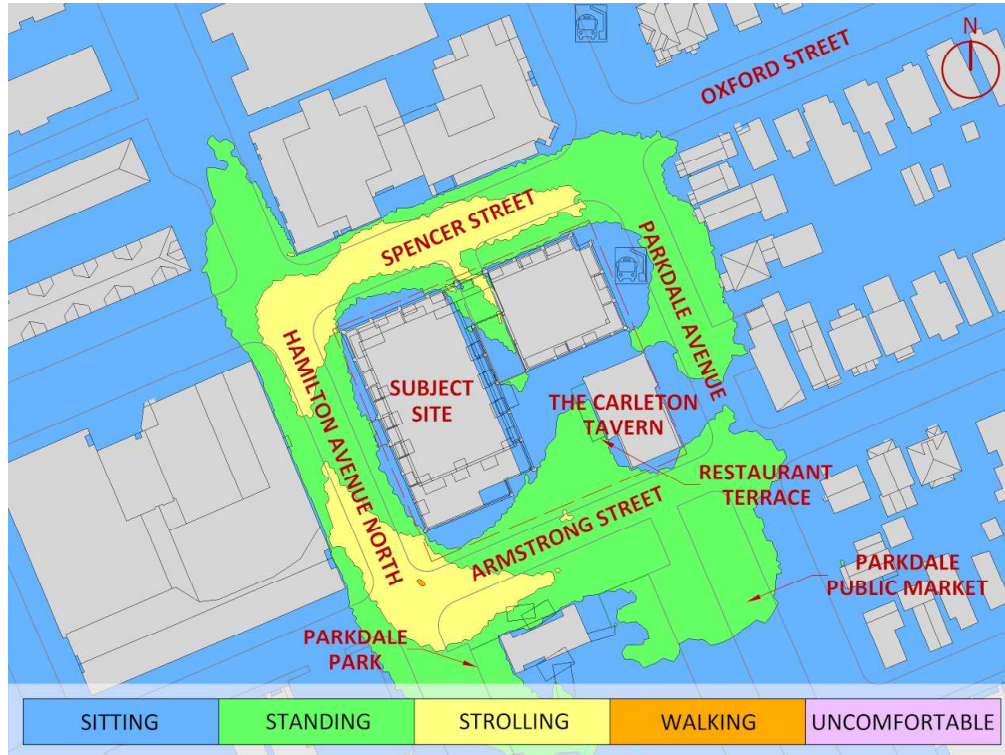 OXFORD STREET
N
SPENCER STREET
PARKDALE AVENUE
HAMILTON AVENUE NORTH
SUBJECT
SITE
THE CARLETON
TAVERN
RESTAURANT
TERRACE
ARMSTRONG STREET
PARKDALE
PUBLIC MARKET
PARKDALE
PARK
SITTING
STANDING
STROLLING
WALKING
UNCOMFORTABLE